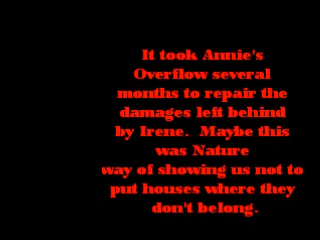 It took Annie's
Overflow several
months to repair the
damages left behind
by Irene.  Maybe this
was Nature
way of showing us not to
put houses where they
don't belong.